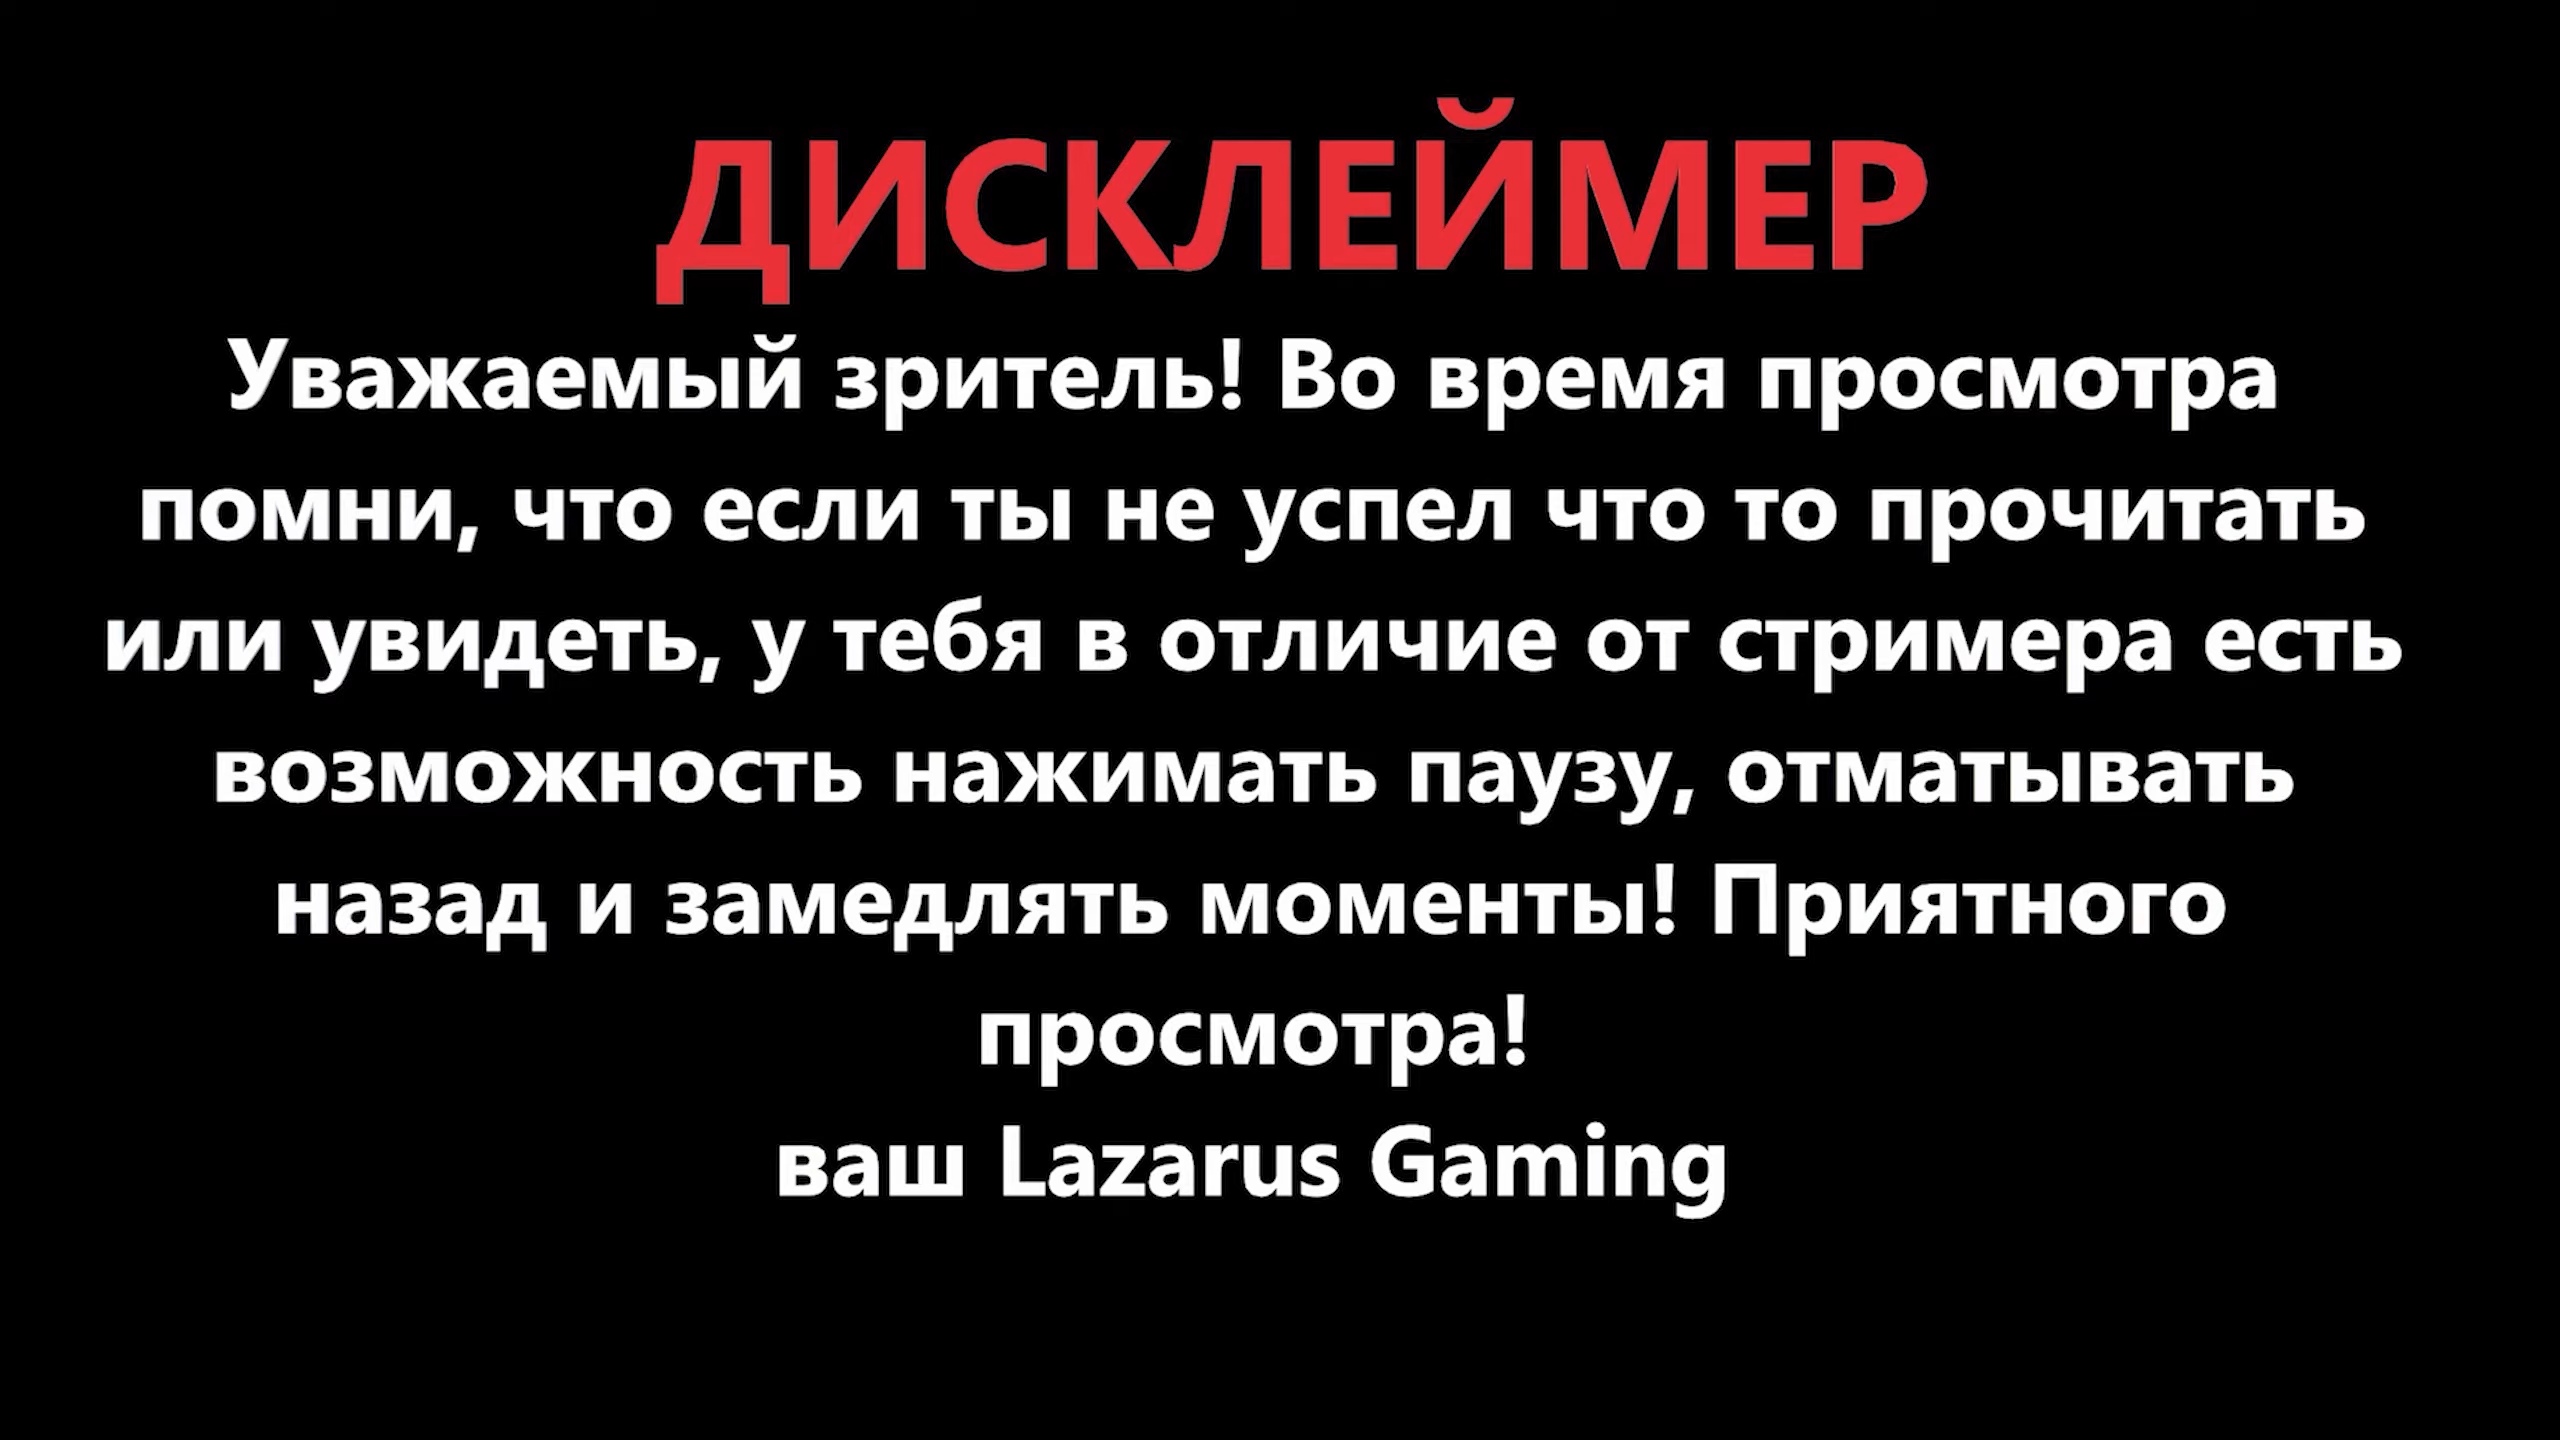 ДИСКЛЕЙМЕР
Уважаемый зритель! Во время просмотра
помни, что если ты не успел что то прочитать
или увидеть, у тебя в отличие от стримера есть
возможность нажимать паузу, отматывать
назад и замедлять моменты! Приятного
просмотра!
ваш Lazarus Gaming